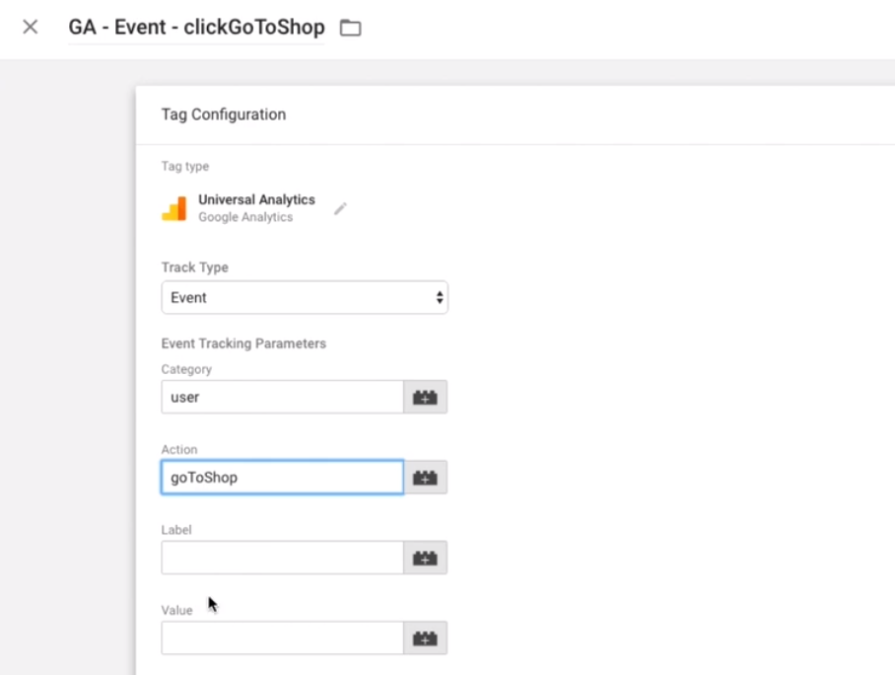 GA - Event - clickGoToShop
Tag Configuration
Tag type
Universal Analytics
Google Analytics
Track Type
Event
Event Tracking Parameters
Category
user
Action
goToShop
Label
Value